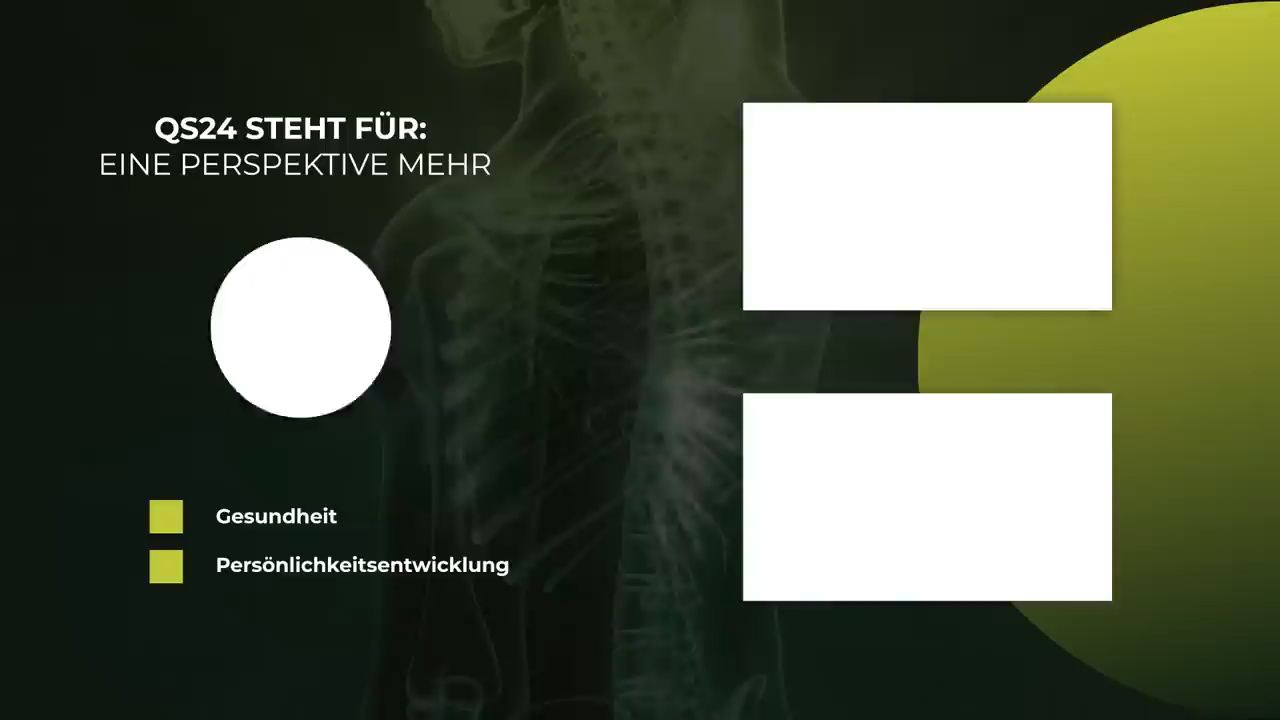 QS24 STEHT FÜR:
EINE PERSPEKTIVE MEHR
Gesundheit
Persönlichkeitsentwicklung